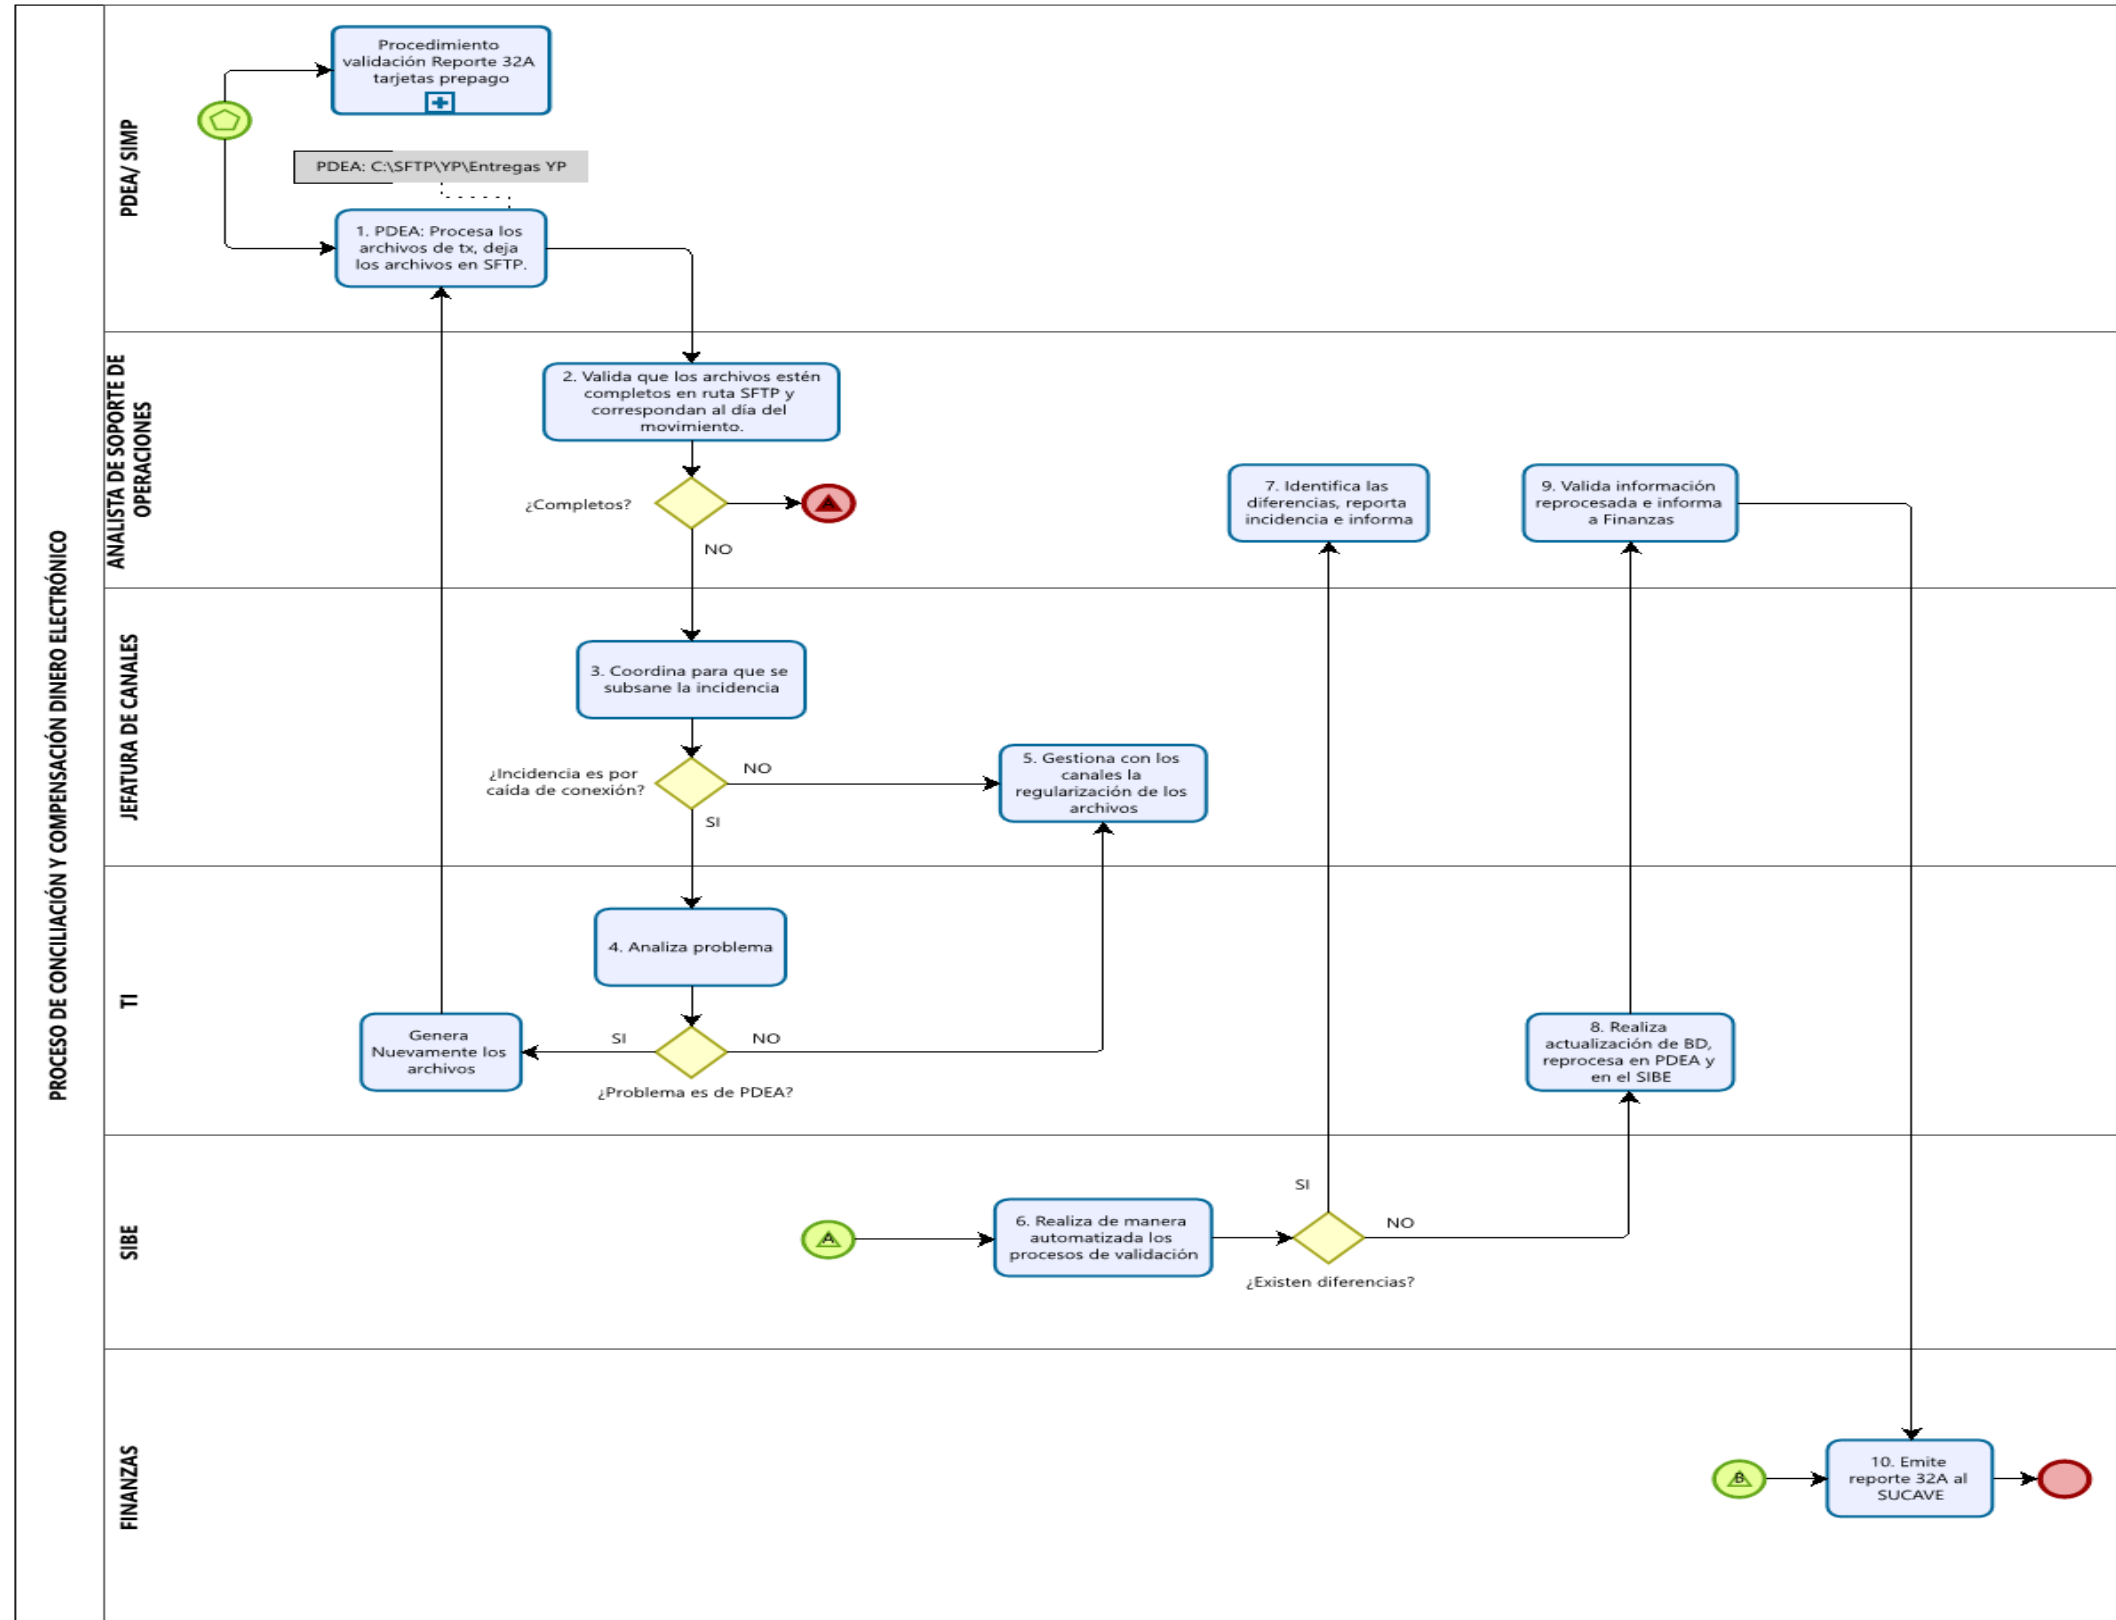 PROCESO DE CONCILIACIÓN Y COMPENSACIÓN DINERO ELECTRÓNICO
PDEA/ SIMP
Procedimiento
validación Reporte 32A
tarjetas prepago
PDEA: C:\SFTP\YP\Entregas YP
1. PDEA: Procesa los
archivos de tx, deja
los archivos en SFTP.
ANALISTA DE SOPORTE DE
OPERACIONES
2. Valida que los archivos estén
completos en ruta SFTP y
correspondan al día del
movimiento.
¿Completos?
A
NO
7. Identifica las
diferencias, reporta
incidencia e informa
9. Valida información
reprocesada e informa
a Finanzas
JEFATURA DE CANALES
3. Coordina para que se
subsane la incidencia
¿Incidencia es por
caída de conexión?
NO
SI
5. Gestiona con los
canales la
regularización de los
archivos
TI
4. Analiza problema
Genera
Nuevamente los
archivos
SI
NO
¿Problema es de PDEA?
8. Realiza
actualización de BD,
reprocesa en PDEA y
en el SIBE
SIBE
A
6. Realiza de manera
automatizada los
procesos de validación
SI
NO
¿Existen diferencias?
FINANZAS
B
10. Emite
reporte 32A al
SUCAVE